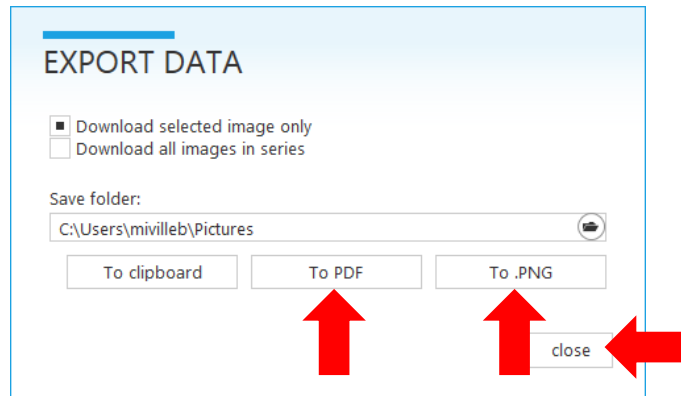 EXPORT DATA
Download selected image only
Download all images in series
Save folder:
C:\Users\mivilleb\Pictures
To clipboard To PDF To .PNG
close